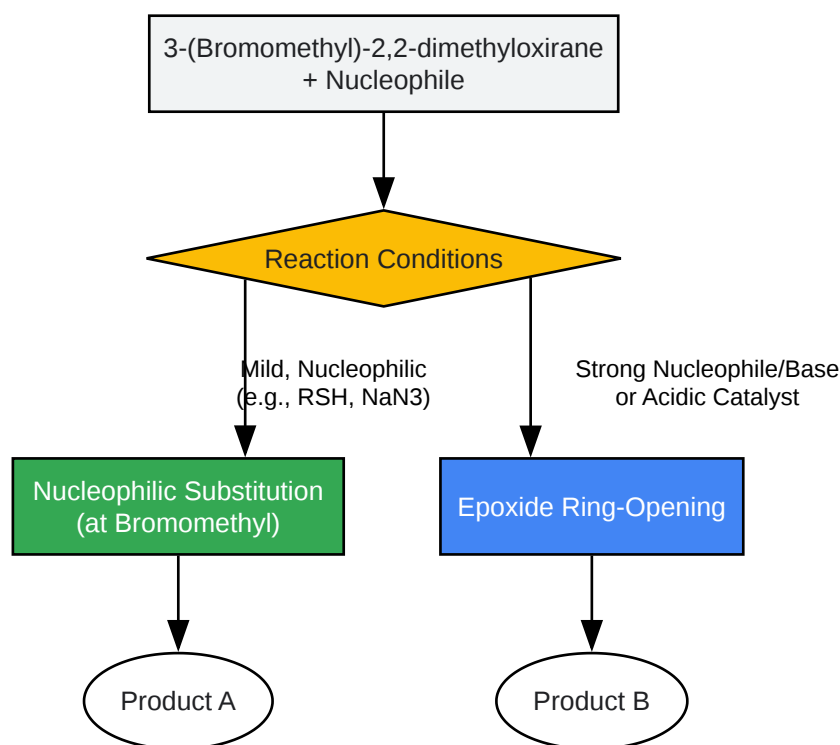 3-(Bromomethyl)-2,2-dimethyloxirane
+ Nucleophile
Reaction Conditions
Mild, Nucleophilic
(e.g., RSH, NaN3)
Strong Nucleophile/Base
or Acidic Catalyst
Nucleophilic Substitution
(at Bromomethyl)
Epoxide Ring-Opening
Product A
Product B